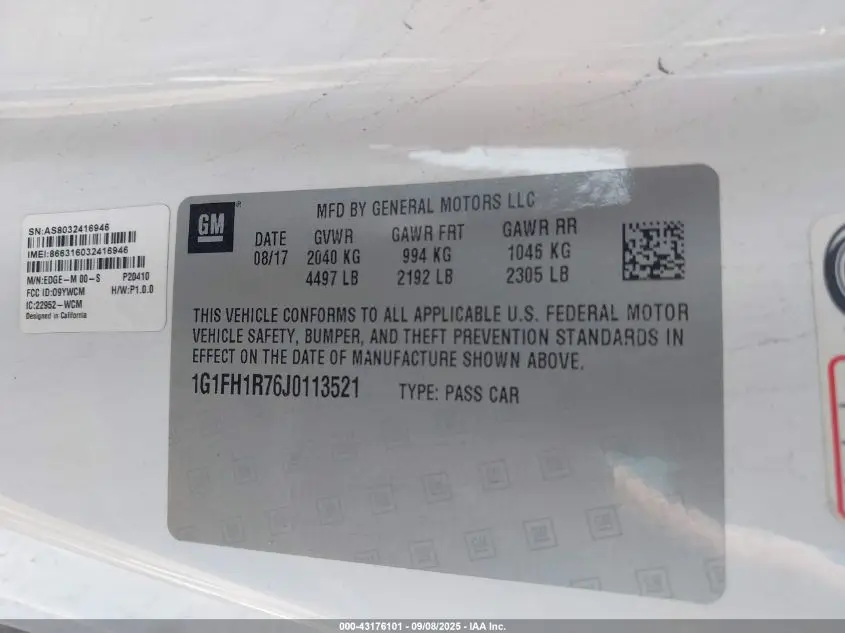 SN:AS8032416946
IMEI:866316032416946
M/N:EDGE-M 00-S P20410
FCC ID:O9YWCM H/W:P1.0.0
IC:22952-WCM
Designed in California
GM
MFD BY GENERAL MOTORS LLC
DATE GVWR GAWR FRT GAWR RR
08/17 2040 KG 994 KG 1046 KG
4497 LB 2192 LB 2305 LB
THIS VEHICLE CONFORMS TO ALL APPLICABLE U.S. FEDERAL MOTOR
VEHICLE SAFETY, BUMPER, AND THEFT PREVENTION STANDARDS IN
EFFECT ON THE DATE OF MANUFACTURE SHOWN ABOVE.
1G1FH1R76J0113521 TYPE: PASS CAR
000-43176101 - 09/08/2025 - IAA Inc.